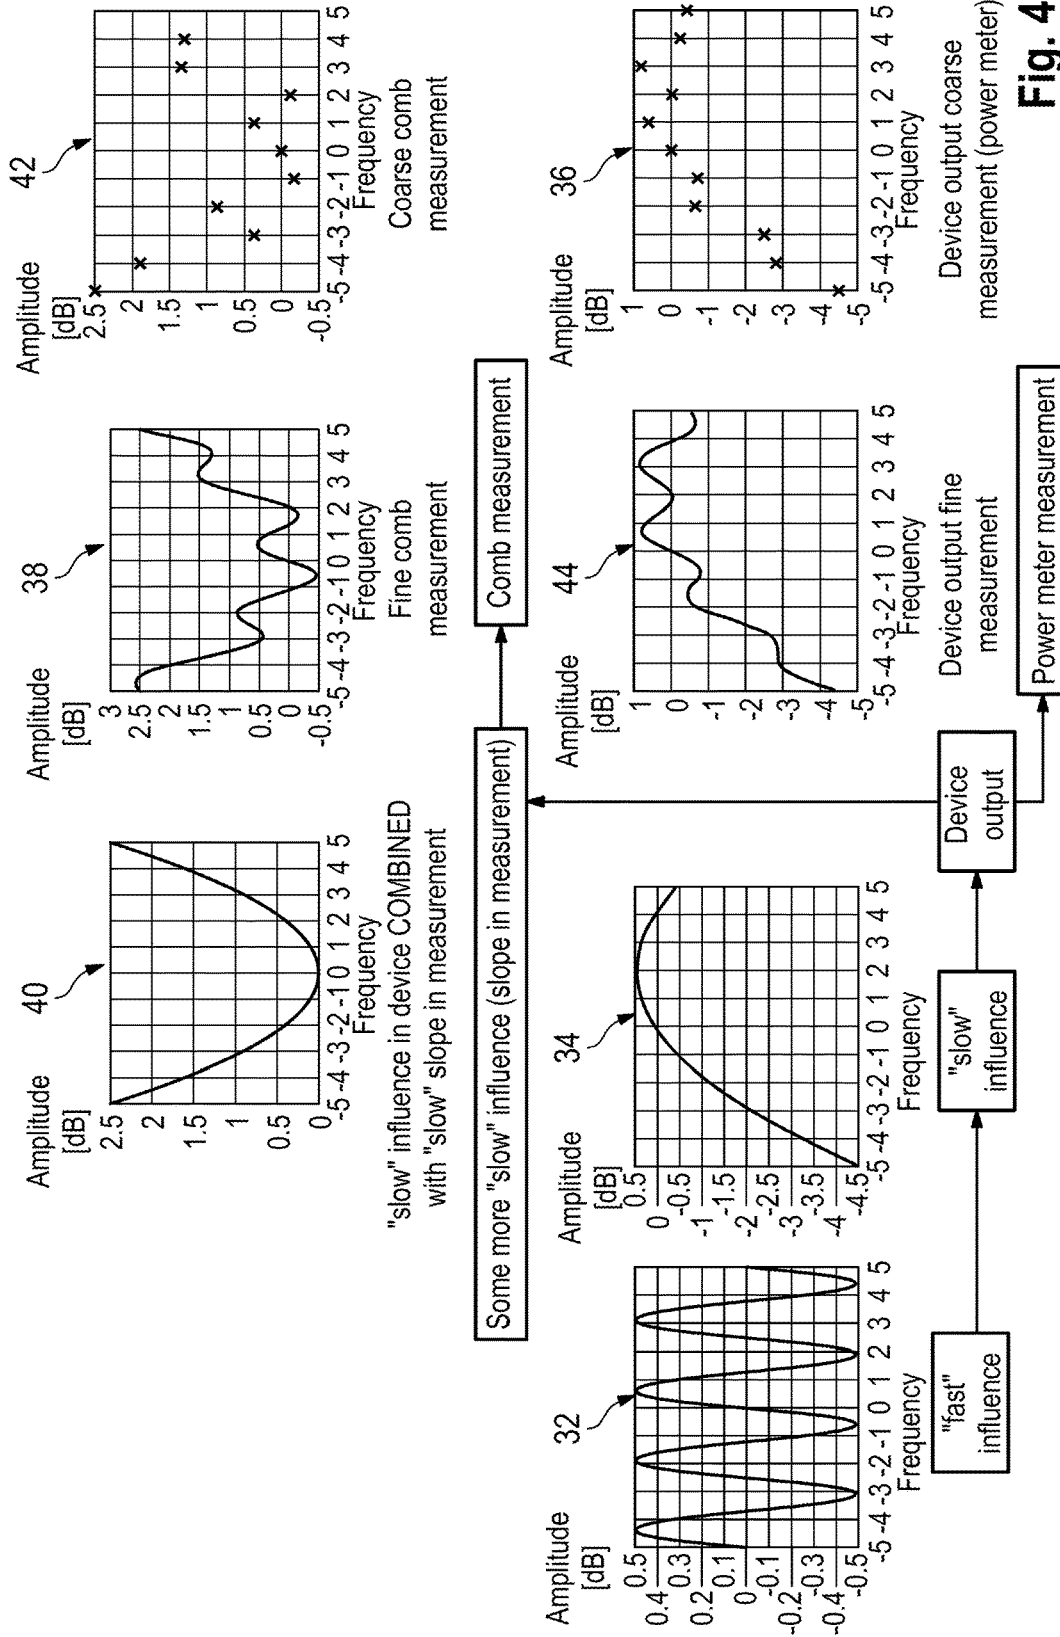 40
Amplitude
[dB]
2.5
2
1.5
1
0.5
0
-5 -4 -3 -2 -1 0 1 2 3 4 5
Frequency
"slow" influence in device COMBINED
with "slow" slope in measurement
38
Amplitude
[dB]
3
2.5
2
1.5
1
0.5
0
-0.5
-5 -4 -3 -2 -1 0 1 2 3 4 5
Frequency
Fine comb
measurement
42
Amplitude
[dB]
2.5
2
1.5
1
0.5
0
-0.5
-5 -4 -3 -2 -1 0 1 2 3 4 5
Frequency
Coarse comb
measurement
Some more "slow" influence (slope in measurement)
Comb measurement
32
Amplitude
[dB]
0.5
0.4
0.3
0.2
0.1
0
-0.1
-0.2
-0.3
-0.4
-0.5
-5 -4 -3 -2 -1 0 1 2 3 4 5
Frequency
34
Amplitude
[dB]
0.5
0
-0.5
-1
-1.5
-2
-2.5
-3
-3.5
-4
-4.5
-5 -4 -3 -2 -1 0 1 2 3 4 5
Frequency
44
Amplitude
[dB]
1
0
-1
-2
-3
-4
-5
-5 -4 -3 -2 -1 0 1 2 3 4 5
Frequency
Device output fine
measurement
36
Amplitude
[dB]
1
0
-1
-2
-3
-4
-5
-5 -4 -3 -2 -1 0 1 2 3 4 5
Frequency
Device output coarse
measurement (power meter)
"fast"
influence
"slow"
influence
Device
output
Power meter meas.
Fig. 4